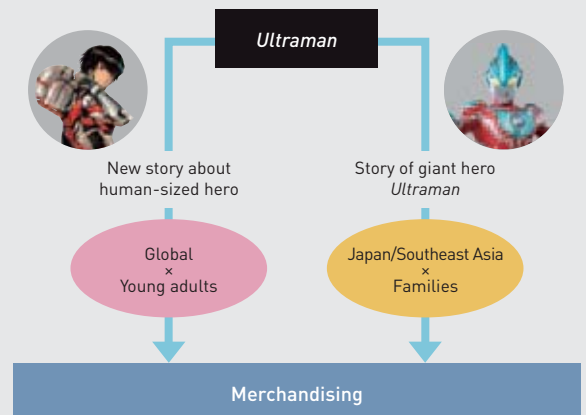 Ultraman
New story about
human-sized hero
Story of giant hero
Ultraman
Global
×
Young adults
Japan/Southeast Asia
×
Families
Merchandising